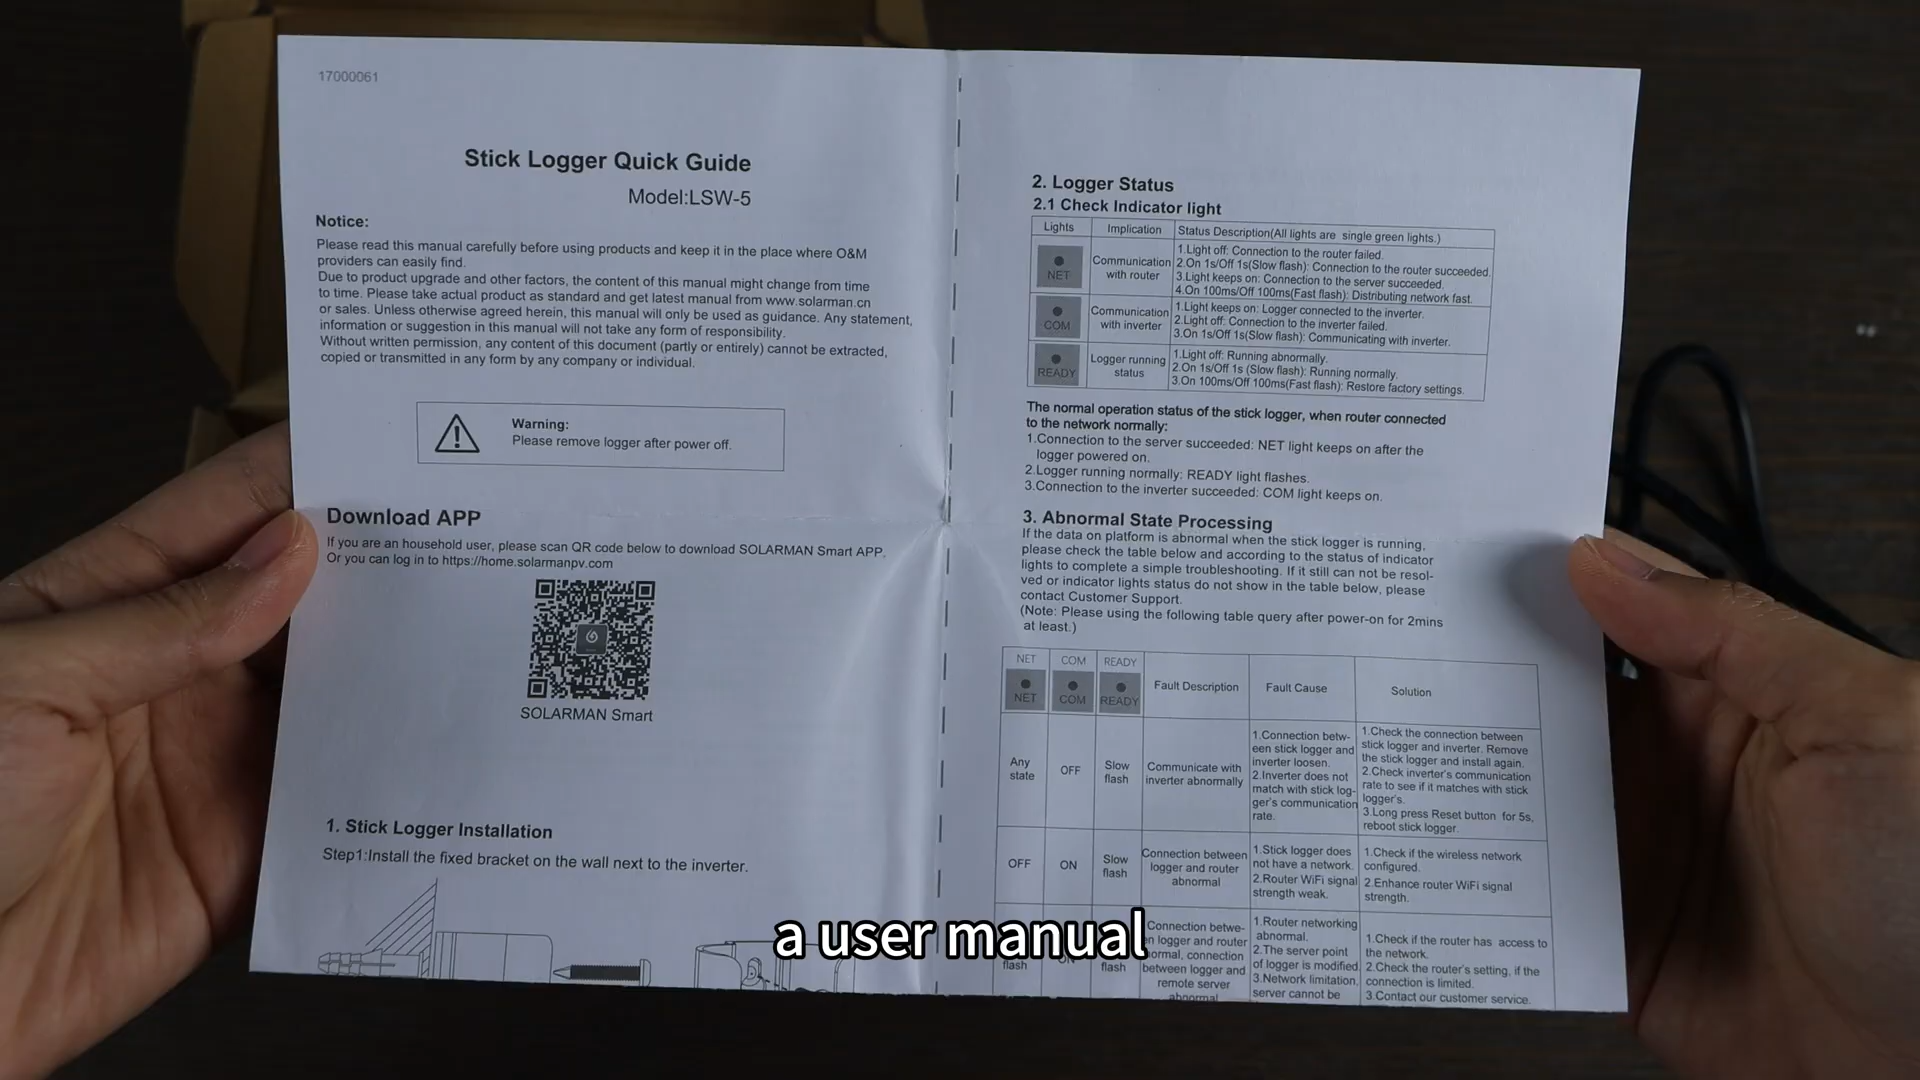 17000061
Stick Logger Quick Guide
Model:LSW-5
Notice:
Please read this manual carefully before using products and keep it in the place where O&M
providers can easily find.
Due to product upgrade and other factors, the content of this manual might change from time
to time. Please take actual product as standard and get latest manual from www.solarman.cn
or sales. Unless otherwise agreed herein, this manual will only be used as guidance. Any statement,
information or suggestion in this manual will not take any form of responsibility.
Without written permission, any content of this document (partly or entirely) cannot be extracted,
copied or transmitted in any form by any company or individual.
Warning:
Please remove logger after power off.
Download APP
If you are an household user, please scan QR code below to download SOLARMAN Smart APP.
Or you can log in to https://home.solarmanpv.com
SOLARMAN Smart
1. Stick Logger Installation
Step1:Install the fixed bracket on the wall next to the inverter.
2. Logger Status
2.1 Check Indicator light
Lights
Implication
Status Description(All lights are single green lights.)
NET
Communication
with router
1.Light off: Connection to the router failed.
2.On 1s/Off 1s(Slow flash): Connection to the router succeeded.
3.Light keeps on: Connection to the server succeeded.
4.On 100ms/Off 100ms(Fast flash): Distributing network fast.
COM
Communication
with inverter
1.Light keeps on: Logger connected to the inverter.
2.Light off: Connection to the inverter failed.
3.On 1s/Off 1s(Slow flash): Communicating with inverter.
READY
Logger running
status
1.Light off: Running abnormally.
2.On 1s/Off 1s (Slow flash): Running normally.
3.On 100ms/Off 100ms(Fast flash): Restore factory settings.
The normal operation status of the stick logger, when router connected
to the network normally:
1.Connection to the server succeeded: NET light keeps on after the
logger powered on.
2.Logger running normally: READY light flashes.
3.Connection to the inverter succeeded: COM light keeps on.
3. Abnormal State Processing
If the data on platform is abnormal when the stick logger is running,
please check the table below and according to the status of indicator
lights to complete a simple troubleshooting. If it still can not be resol-
ved or indicator lights status do not show in the table below, please
contact Customer Support.
(Note: Please using the following table query after power-on for 2mins
at least.)
NET
COM
READY
NET
COM
READY
Fault Description
Fault Cause
Solution
Any
state
OFF
Slow
flash
Communicate with
inverter abnormally
1.Connection betw-
een stick logger and
inverter loosen.
2.Inverter does not
match with stick log-
ger's communication
rate.
1.Check the connection between
stick logger and inverter. Remove
the stick logger and install again.
2.Check inverter's communication
rate to see if it matches with stick
logger's.
3.Long press Reset button for 5s,
reboot stick logger.
OFF
ON
Slow
flash
Connection between
logger and router
abnormal
1.Stick logger does
not have a network.
2.Router WiFi signal
strength weak.
1.Check if the wireless network
configured.
2.Enhance router WiFi signal
strength.
flash
ON
flash
Connection betwe-
n logger and router
ormal, connection
between logger and
remote server
abnormal
1.Router networking
abnormal.
2.The server point
of logger is modified.
3.Network limitation,
server cannot be
1.Check if the router has access to
the network.
2.Check the router's setting, if the
connection is limited.
3.Contact our customer service.
a user manual